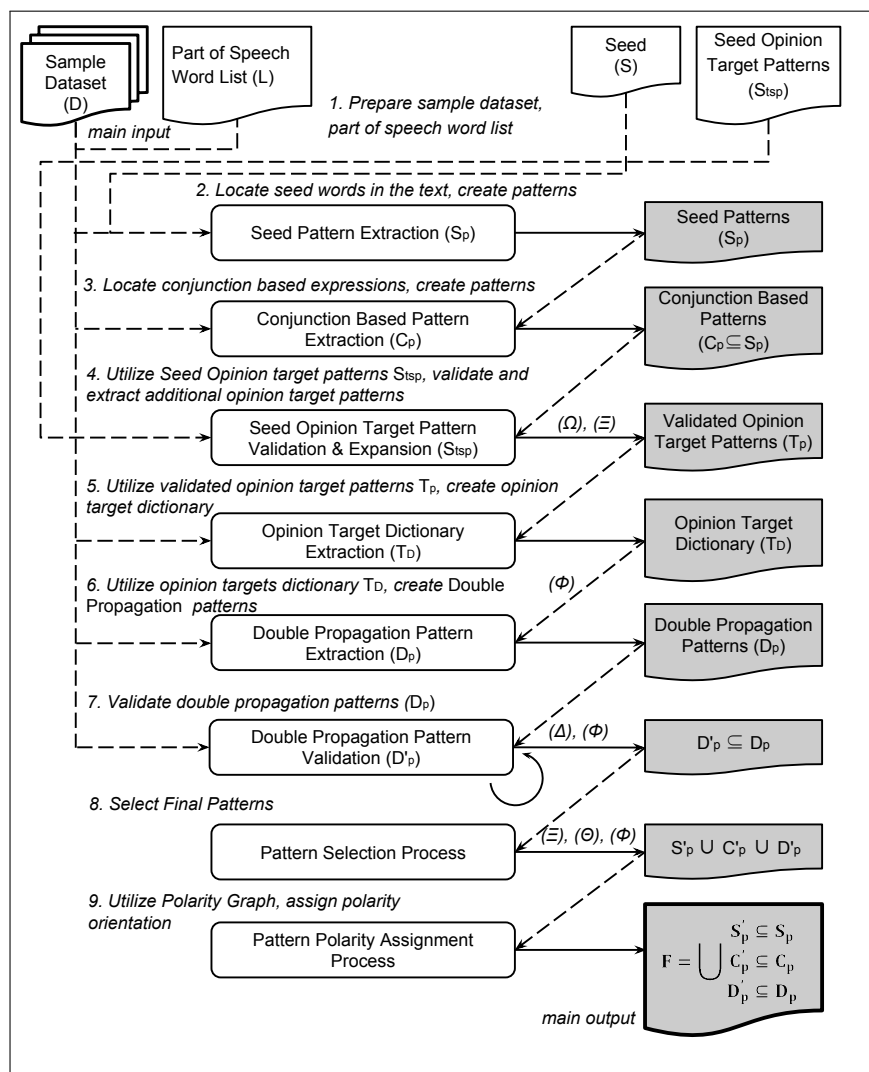 Sample
Dataset
(D)
Part of Speech
Word List (L)
Seed
(S)
Seed Opinion
Target Patterns
(Stsp)
main input
1. Prepare sample dataset,
part of speech word list
2. Locate seed words in the text, create patterns
Seed Pattern Extraction (Sp)
Seed Patterns
(Sp)
3. Locate conjunction based expressions, create patterns
Conjunction Based Pattern
Extraction (Cp)
Conjunction Based
Patterns
(Cp⊆Sp)
4. Utilize Seed Opinion target patterns Stsp, validate and
extract additional opinion target patterns
Seed Opinion Target Pattern
Validation & Expansion (Stsp)
(Ω), (Ξ)
Validated Opinion
Target Patterns (Tp)
5. Utilize validated opinion target patterns Tp, create opinion
target dictionary
Opinion Target Dictionary
Extraction (TD)
Opinion Target
Dictionary (TD)
6. Utilize opinion targets dictionary TD, create Double
Propagation patterns
(Φ)
Double Propagation Pattern
Extraction (Dp)
Double Propagation
Patterns (Dp)
7. Validate double propagation patterns (Dp)
Double Propagation Pattern
Validation (D'p)
(Δ), (Φ)
D'p ⊆ Dp
8. Select Final Patterns
Pattern Selection Process
(Ξ), (Θ), (Φ)
S'p ∪ C'p ∪ D'p
9. Utilize Polarity Graph, assign polarity
orientation
Pattern Polarity Assignment
Process
S'p ⊆ Sp
F = ⋃ C'p ⊆ Cp
D'p ⊆ Dp
main output